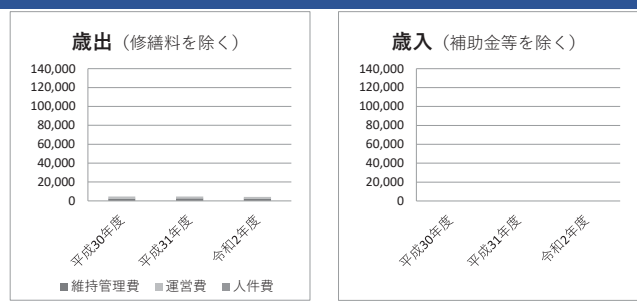 歳出（修繕料を除く）
140,000
120,000
100,000
80,000
60,000
40,000
20,000
0
平成30年度
平成31年度
令和2年度
■維持管理費 ■運営費 ■人件費
歳入（補助金等を除く）
140,000
120,000
100,000
80,000
60,000
40,000
20,000
0
平成30年度
平成31年度
令和2年度